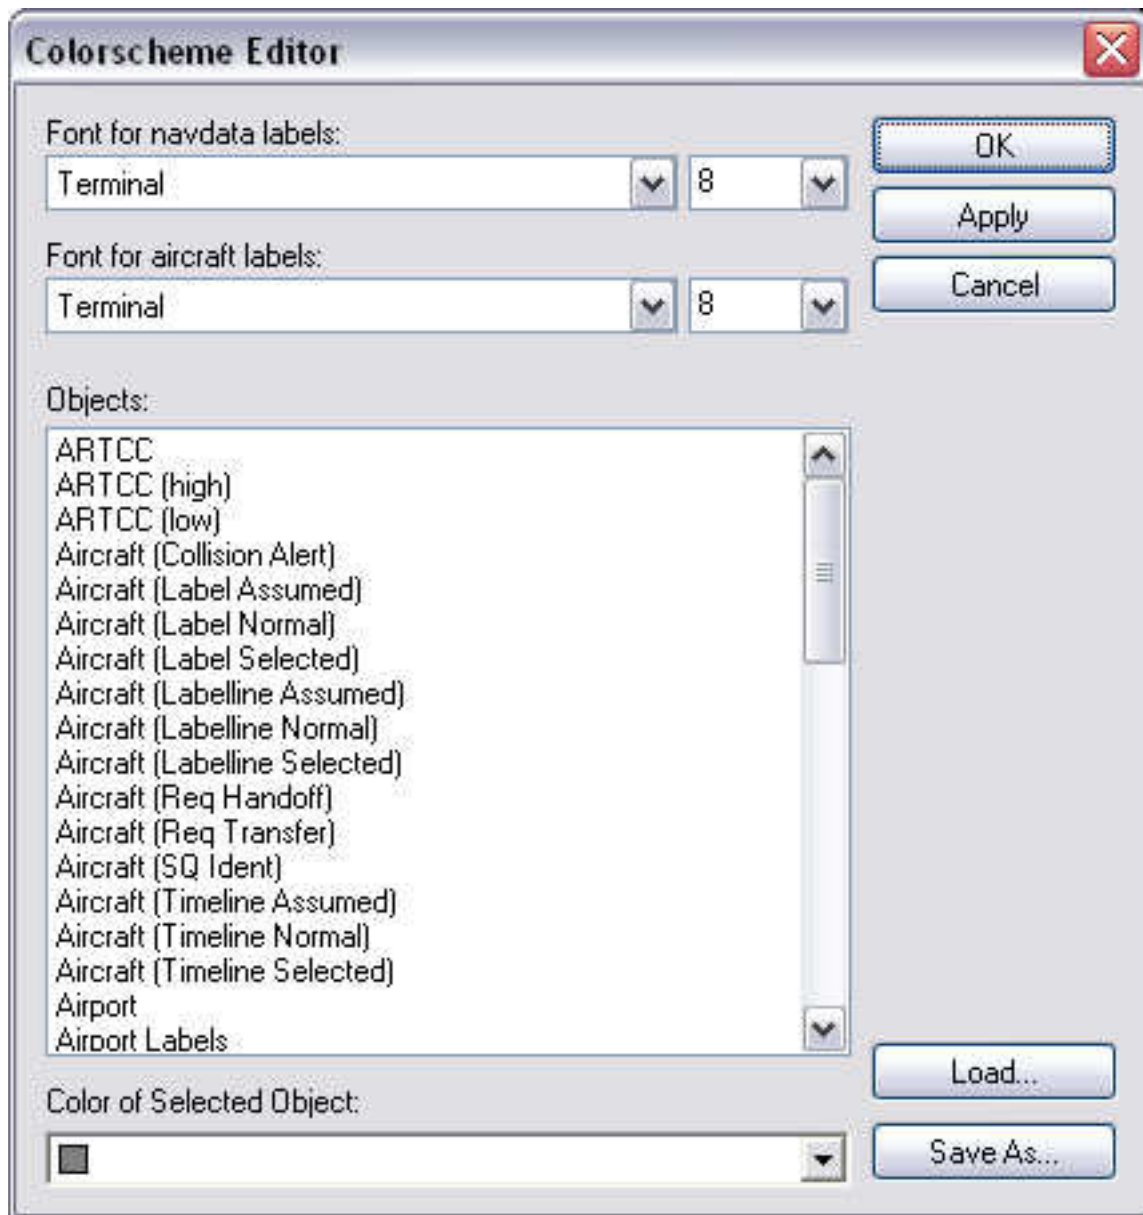 Colorscheme Editor
Font for navdata labels:
Terminal 8
OK
Apply
Font for aircraft labels:
Terminal 8
Cancel
Objects:
ARTCC
ARTCC (high)
ARTCC (low)
Aircraft (Collision Alert)
Aircraft (Label Assumed)
Aircraft (Label Normal)
Aircraft (Label Selected)
Aircraft (Labelline Assumed)
Aircraft (Labelline Normal)
Aircraft (Labelline Selected)
Aircraft (Req Handoff)
Aircraft (Req Transfer)
Aircraft (SQ Ident)
Aircraft (Timeline Assumed)
Aircraft (Timeline Normal)
Aircraft (Timeline Selected)
Airport
Airport Labels
Load...
Color of Selected Object:
Save As...